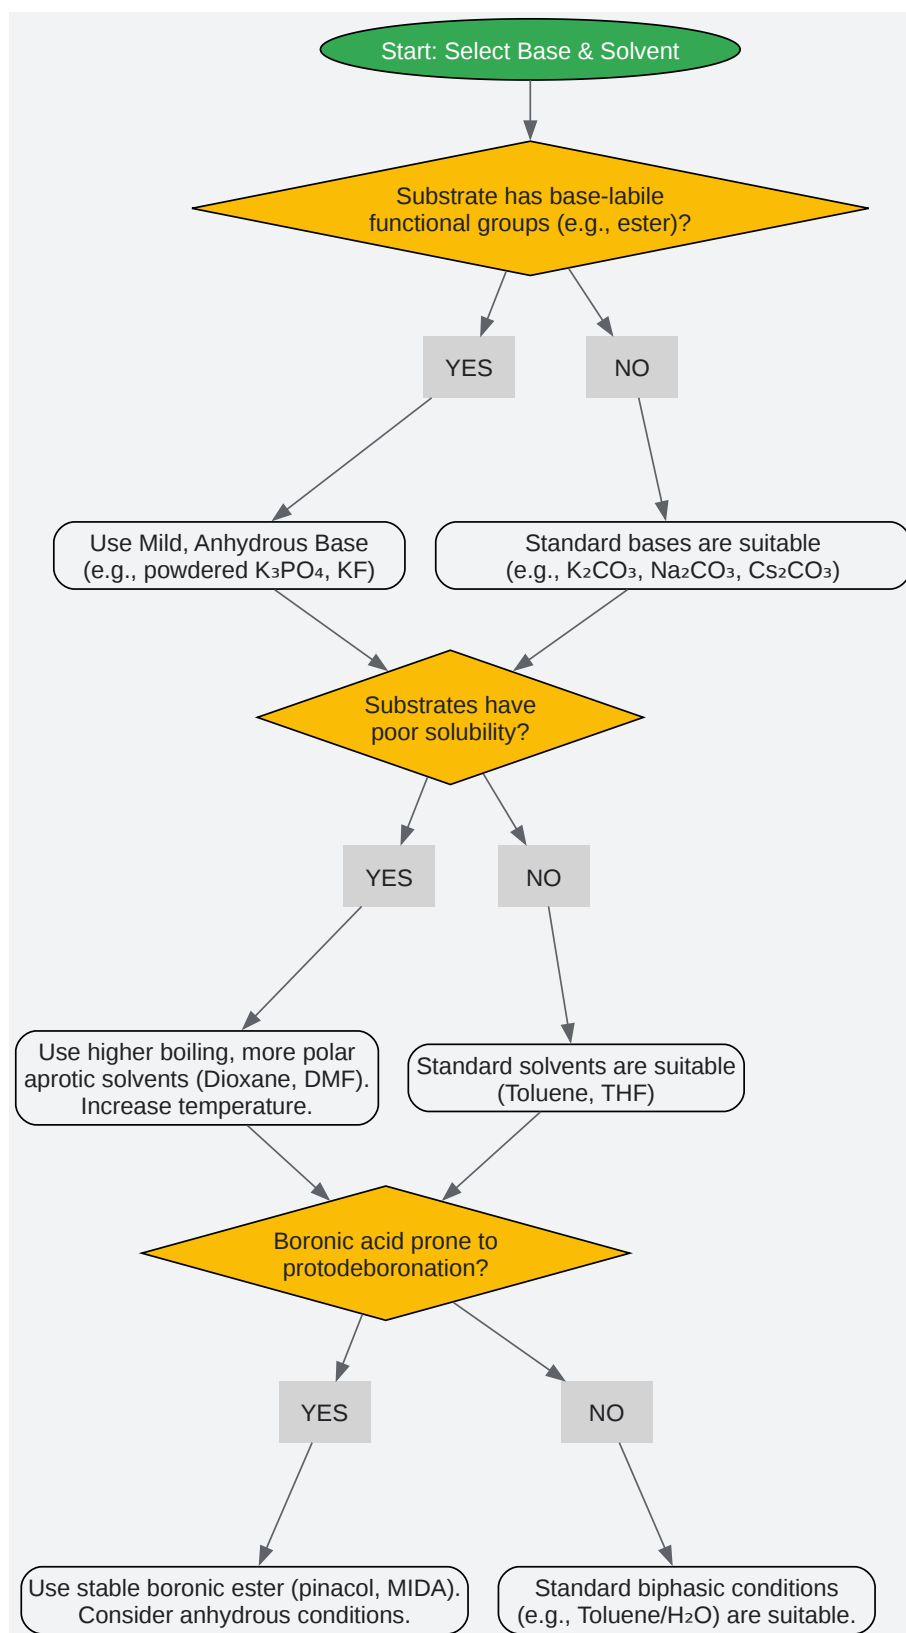 Start: Select Base & Solvent
Substrate has base-labile
functional groups (e.g., ester)?
YES
NO
Use Mild, Anhydrous Base
(e.g., powdered K₃PO₄, KF)
Standard bases are suitable
(e.g., K₂CO₃, Na₂CO₃, Cs₂CO₃)
Substrates have
poor solubility?
YES
NO
Use higher boiling, more polar
aprotic solvents (Dioxane, DMF).
Increase temperature.
Standard solvents are suitable
(Toluene, THF)
Boronic acid prone to
protodeboronation?
YES
NO
Use stable boronic ester (pinacol, MIDA).
Consider anhydrous conditions.
Standard biphasic conditions
(e.g., Toluene/H₂O) are suitable.